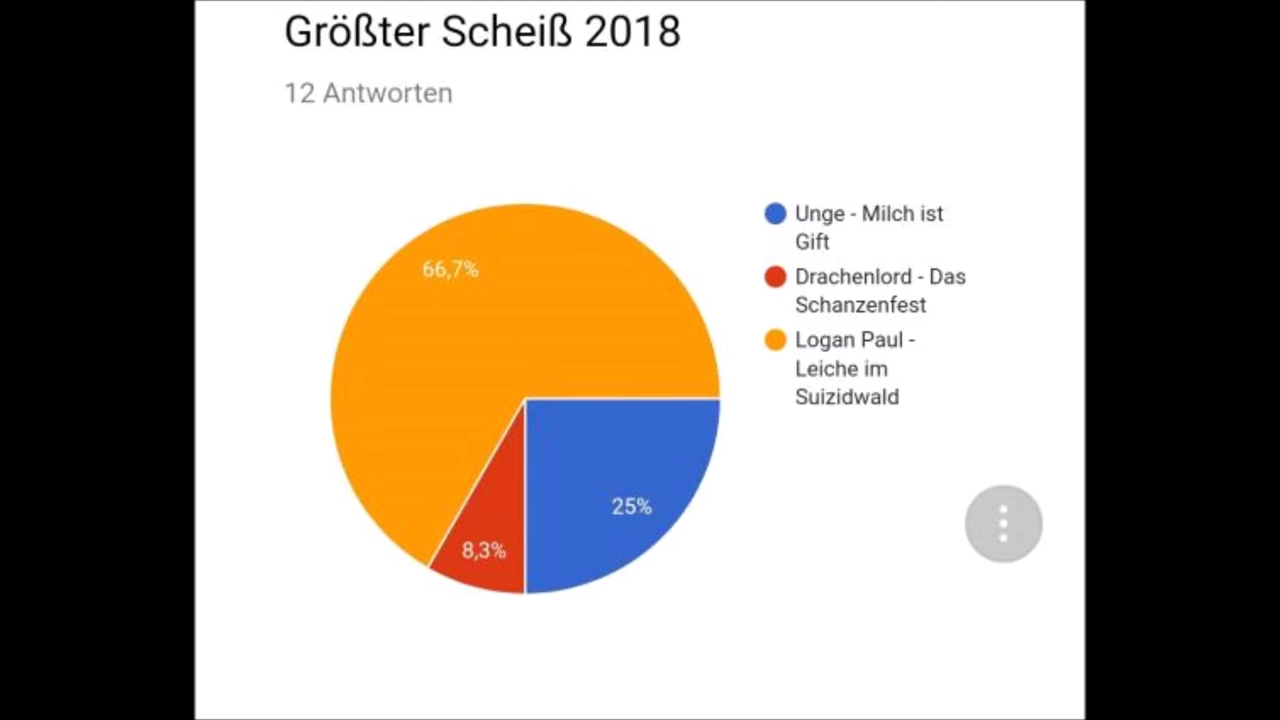 Größter Scheiß 2018
12 Antworten
66,7%
25%
8,3%
Unge - Milch ist
Gift
Drachenlord - Das
Schanzenfest
Logan Paul -
Leiche im
Suizidwald